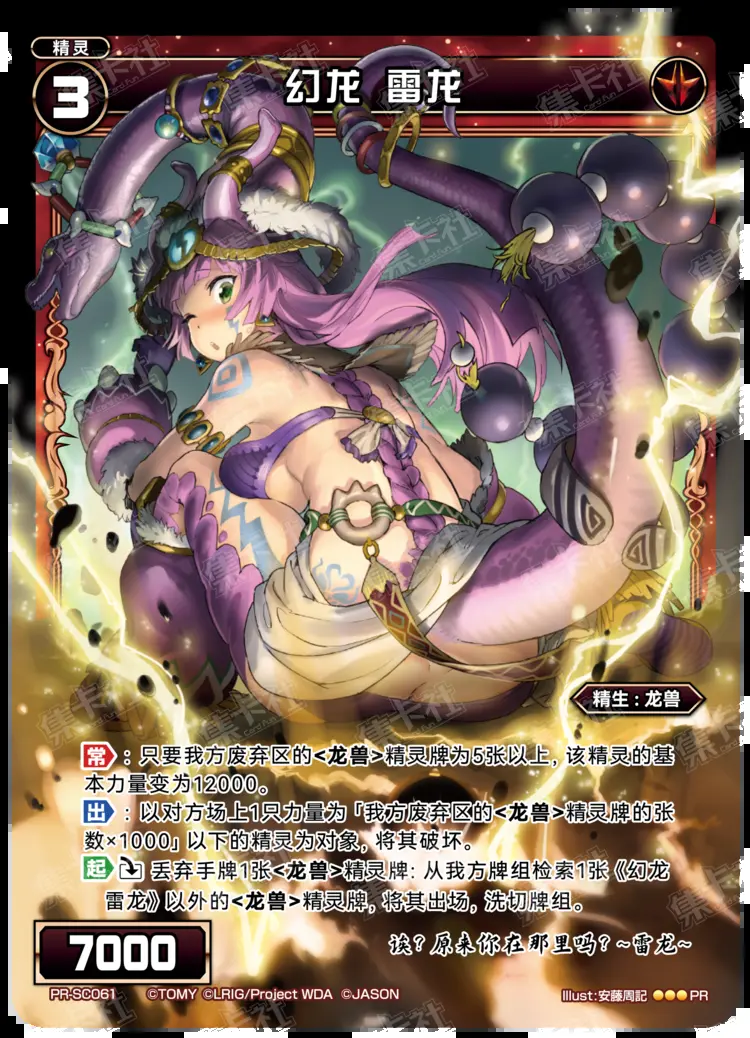 精灵
3
幻龙 雷龙
精生：龙兽
常：只要我方废弃区的<龙兽>精灵牌为5张以上，该精灵的基
本力量变为12000。
出：以对方场上1只力量为「我方废弃区的<龙兽>精灵牌的张
数×1000」以下的精灵为对象，将其破坏。
起 丢弃手牌1张<龙兽>精灵牌：从我方牌组检索1张《幻龙
雷龙》以外的<龙兽>精灵牌，将其出场，洗切牌组。
7000
诶？原来你在那里吗？~雷龙~
PR-SC061 ©TOMY ©LRIG/Project WDA ©JASON
Illust:安藤周記 PR
集卡社